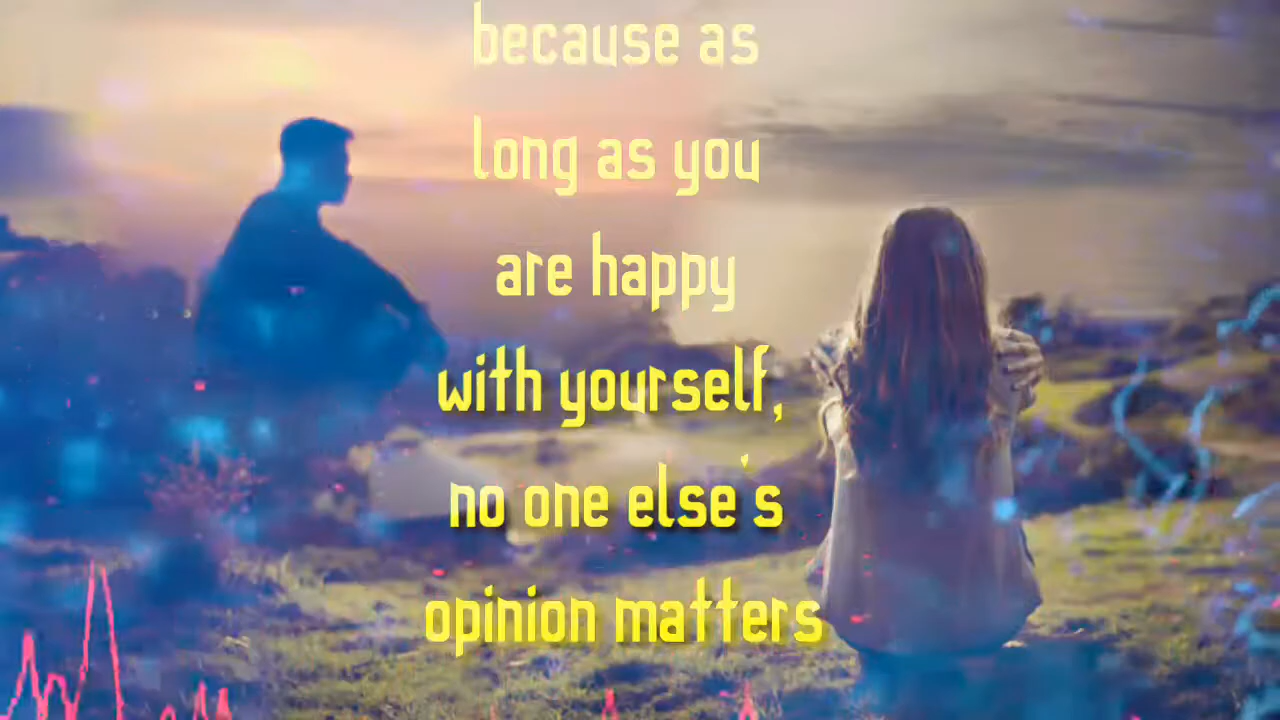 because as
long as you
are happy
with yourself,
no one else's
opinion matters